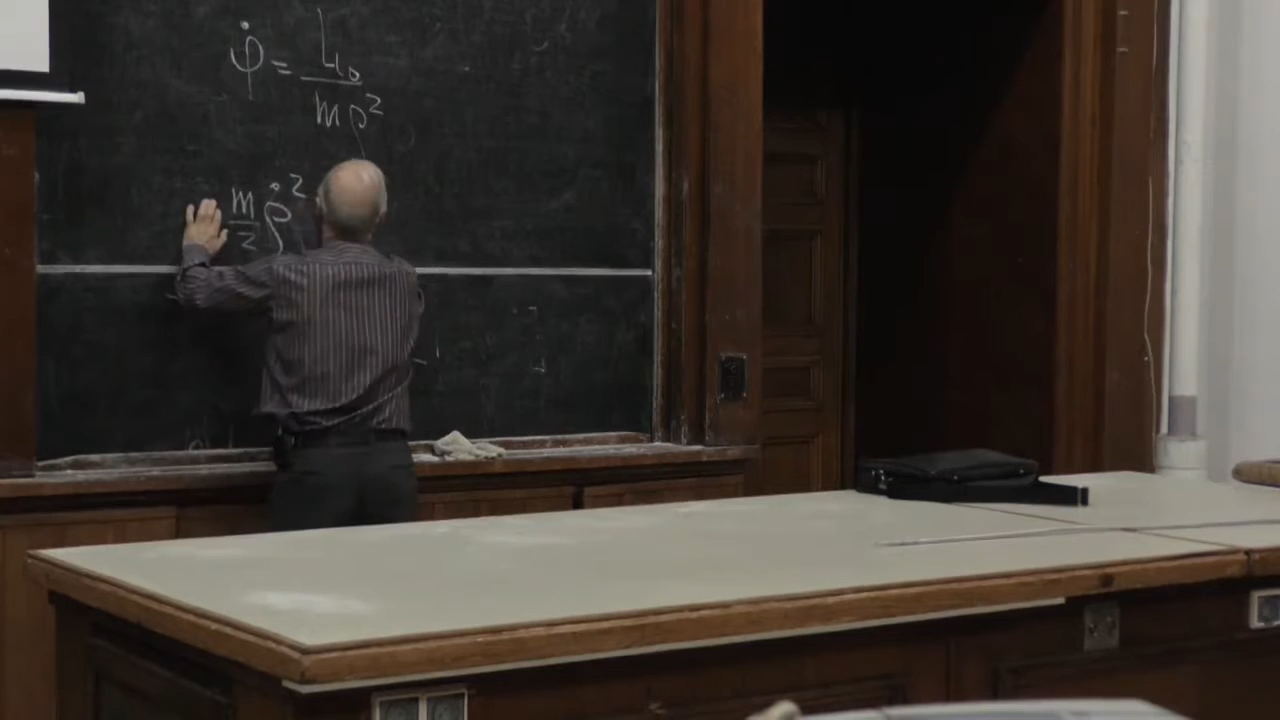 φ̇ = L₀ / mρ²
m/2 ρ̇²